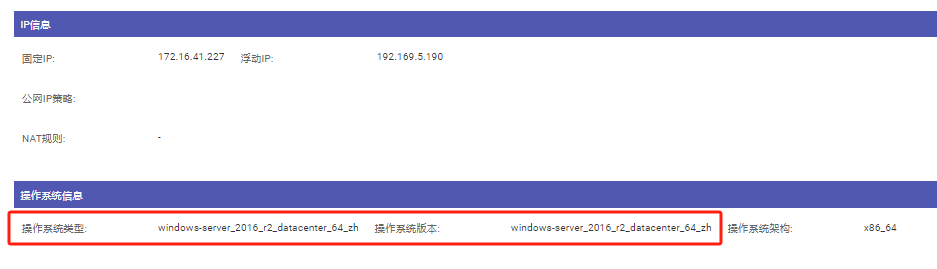 IP信息
固定IP: 172.16.41.227 浮动IP: 192.169.5.190
公网IP策略:
NAT规则: -
操作系统信息
操作系统类型: windows-server_2016_r2_datacenter_64_zh 操作系统版本: windows-server_2016_r2_datacenter_64_zh 操作系统架构: x86_64